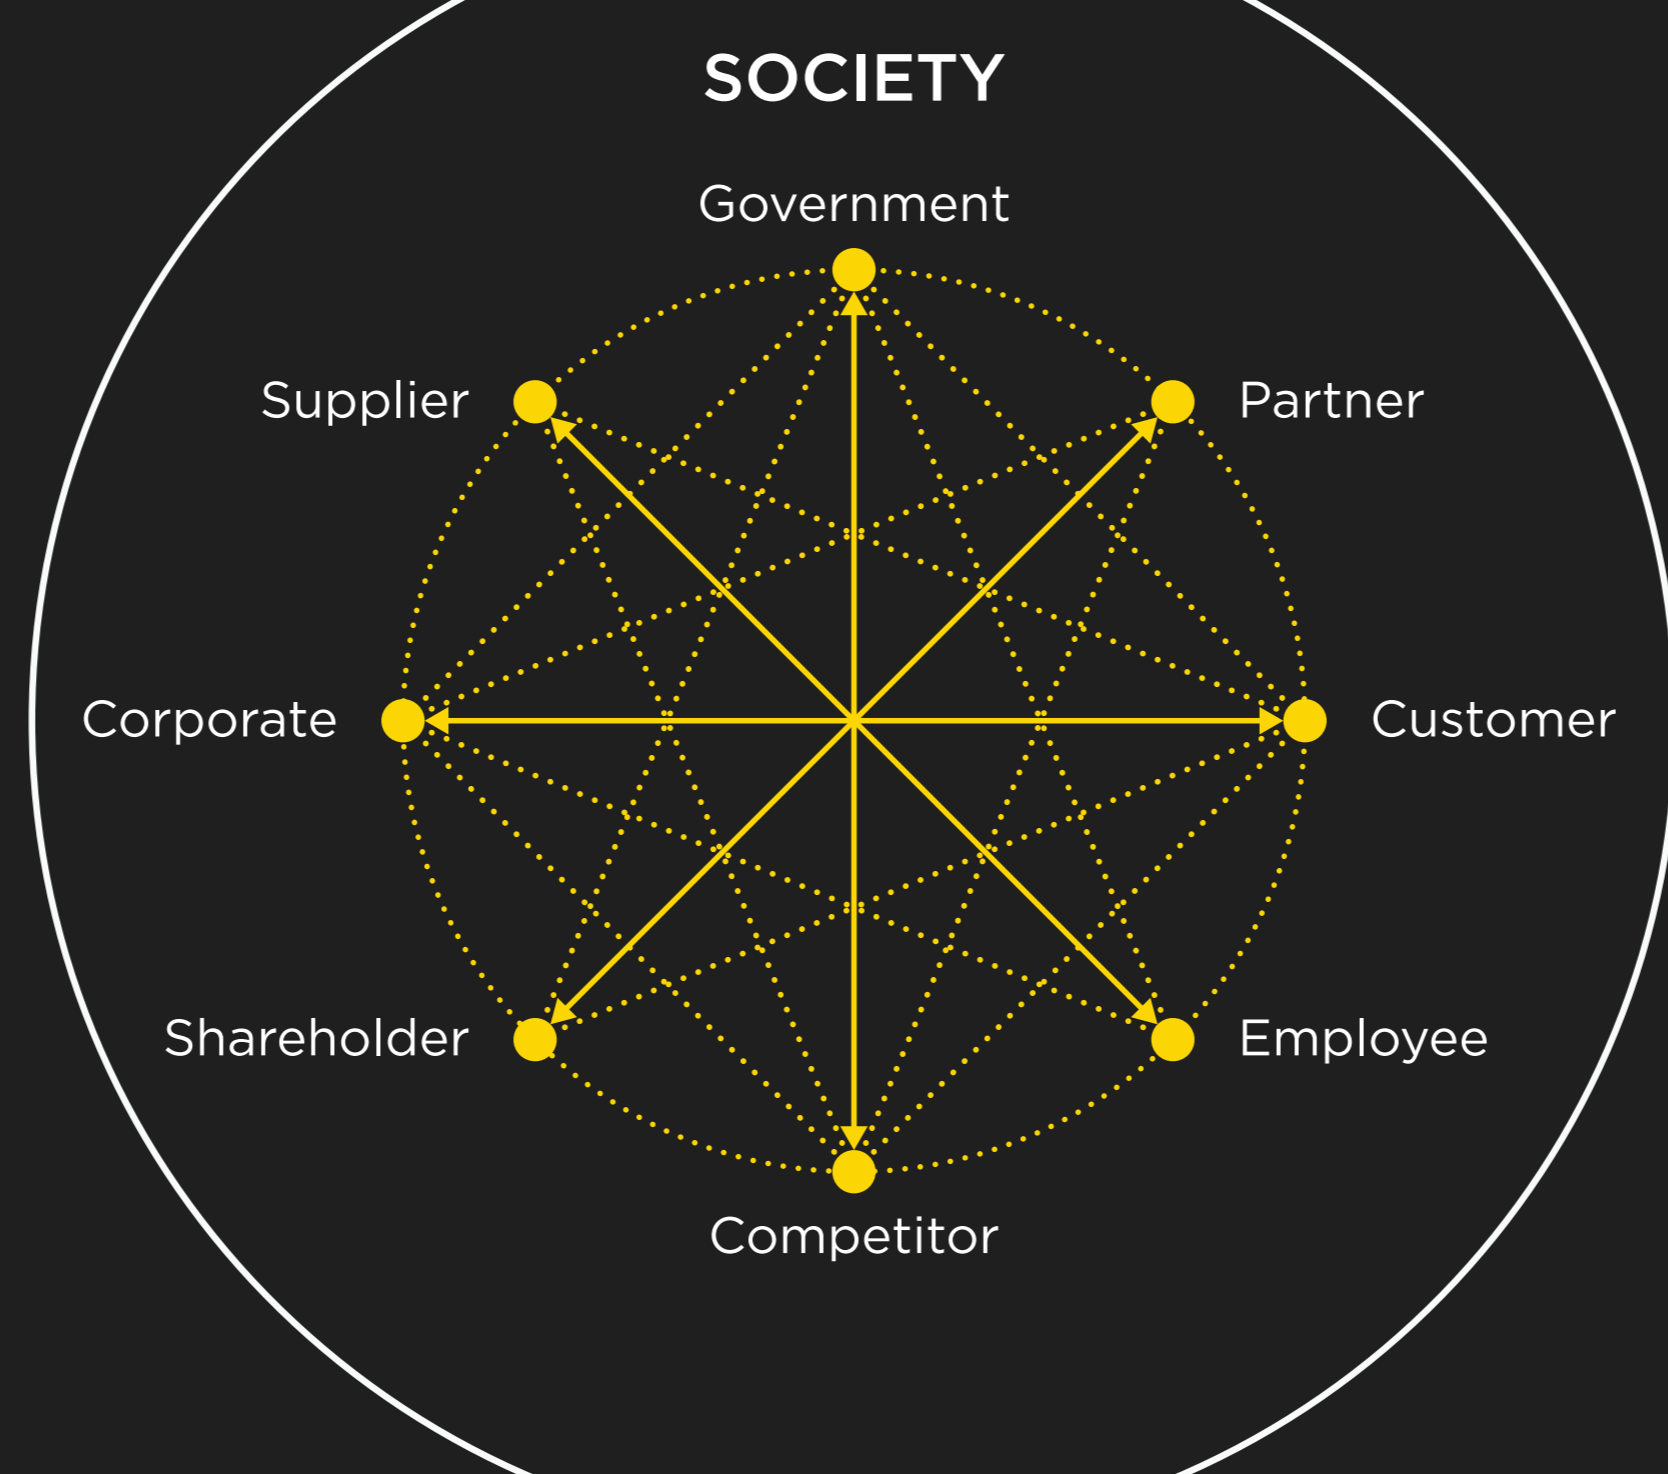 SOCIETY
Government
Supplier
Partner
Corporate
Customer
Shareholder
Employee
Competitor